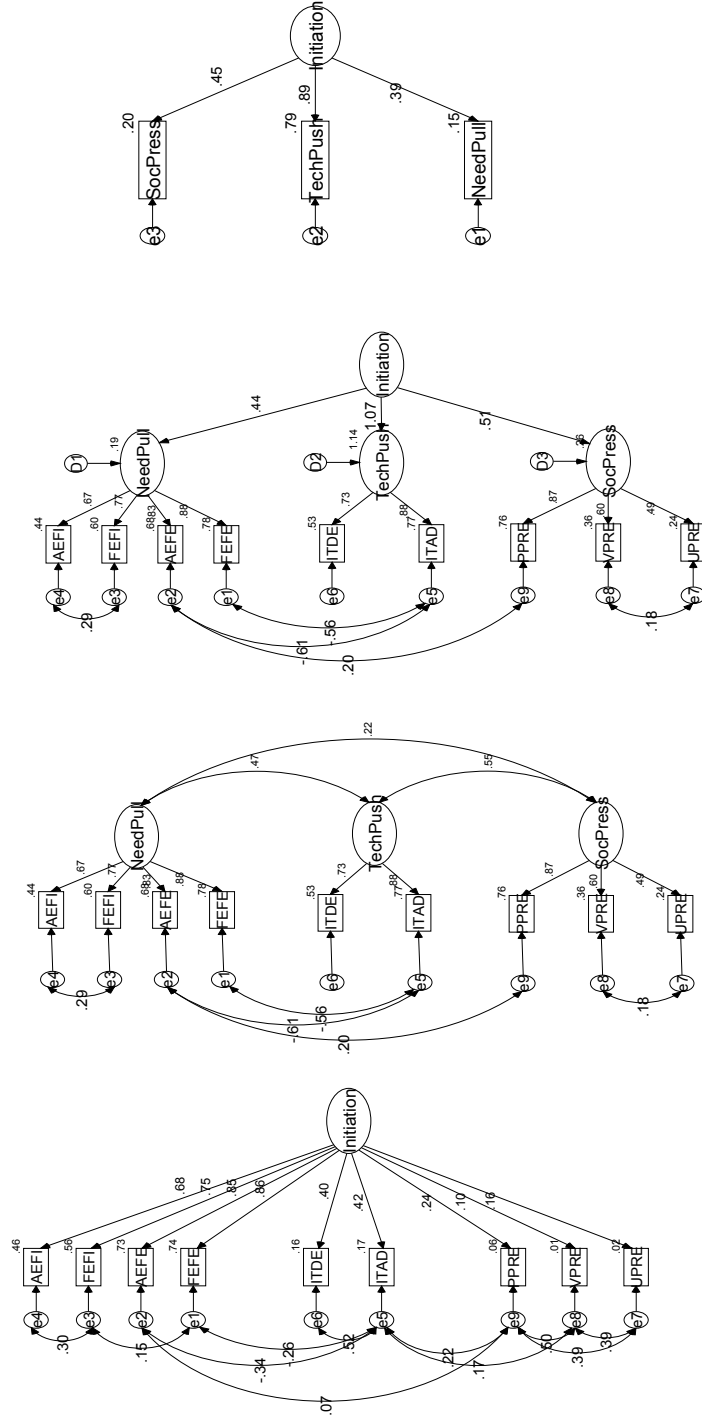 Initiation
.45
.89
.39
.20
SocPress
e3
.79
TechPush
e2
.15
NeedPull
e1
Initiation
.44
1.07
.51
D1
.19
NeedPull
D2
1.14
TechPus
D3
.26
SocPress
.67
.77
.83
.88
.73
.88
.87
.60
.49
.44
AEFI
.60
FEFI
.68
AEFE
.78
FEFE
.53
ITDE
.77
ITAD
.76
PPRE
.36
VPRE
.24
UPRE
e4
e3
e2
e1
e6
e5
e9
e8
e7
.29
-.56
-.61
.20
.18
.22
.47
.55
NeedPull
TechPush
SocPress
.67
.77
.83
.88
.73
.88
.87
.60
.49
.44
AEFI
.60
FEFI
.68
AEFE
.78
FEFE
.53
ITDE
.77
ITAD
.76
PPRE
.36
VPRE
.24
UPRE
e4
e3
e2
e1
e6
e5
e9
e8
e7
.29
-.56
-.61
.20
.18
Initiation
.68
.75
.85
.86
.40
.42
.24
.10
.16
.46
AEFI
.56
FEFI
.73
AEFE
.74
FEFE
.16
ITDE
.17
ITAD
.06
PPRE
.01
VPRE
.02
UPRE
e4
e3
e2
e1
e6
e5
e9
e8
e7
.30
.15
-.26
-.34
.52
.22
.17
.07
.50
.39
.39